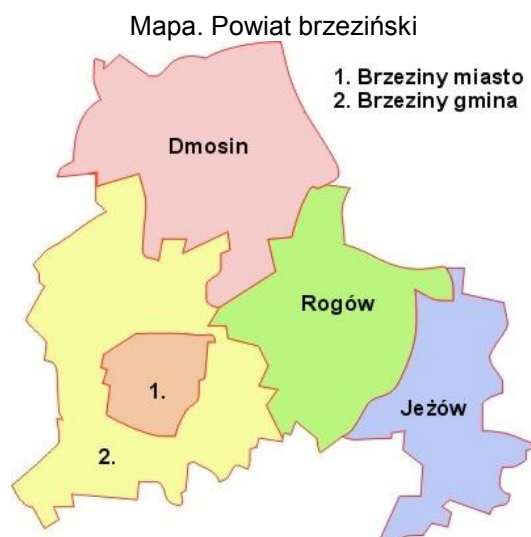 Mapa. Powiat brzeziński
1. Brzeziny miasto
2. Brzeziny gmina
Dmosin
Rogów
1.
Jeżów
2.